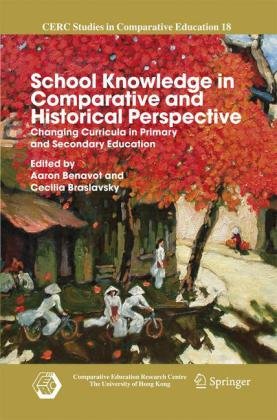 CERC Studies in Comparative Education 18
School Knowledge in
Comparative and
Historical Perspective
Changing Curricula in Primary
and Secondary Education
Edited by
Aaron Benavot and
Cecilia Braslavsky
Comparative Education Research Centre
The University of Hong Kong
Springer